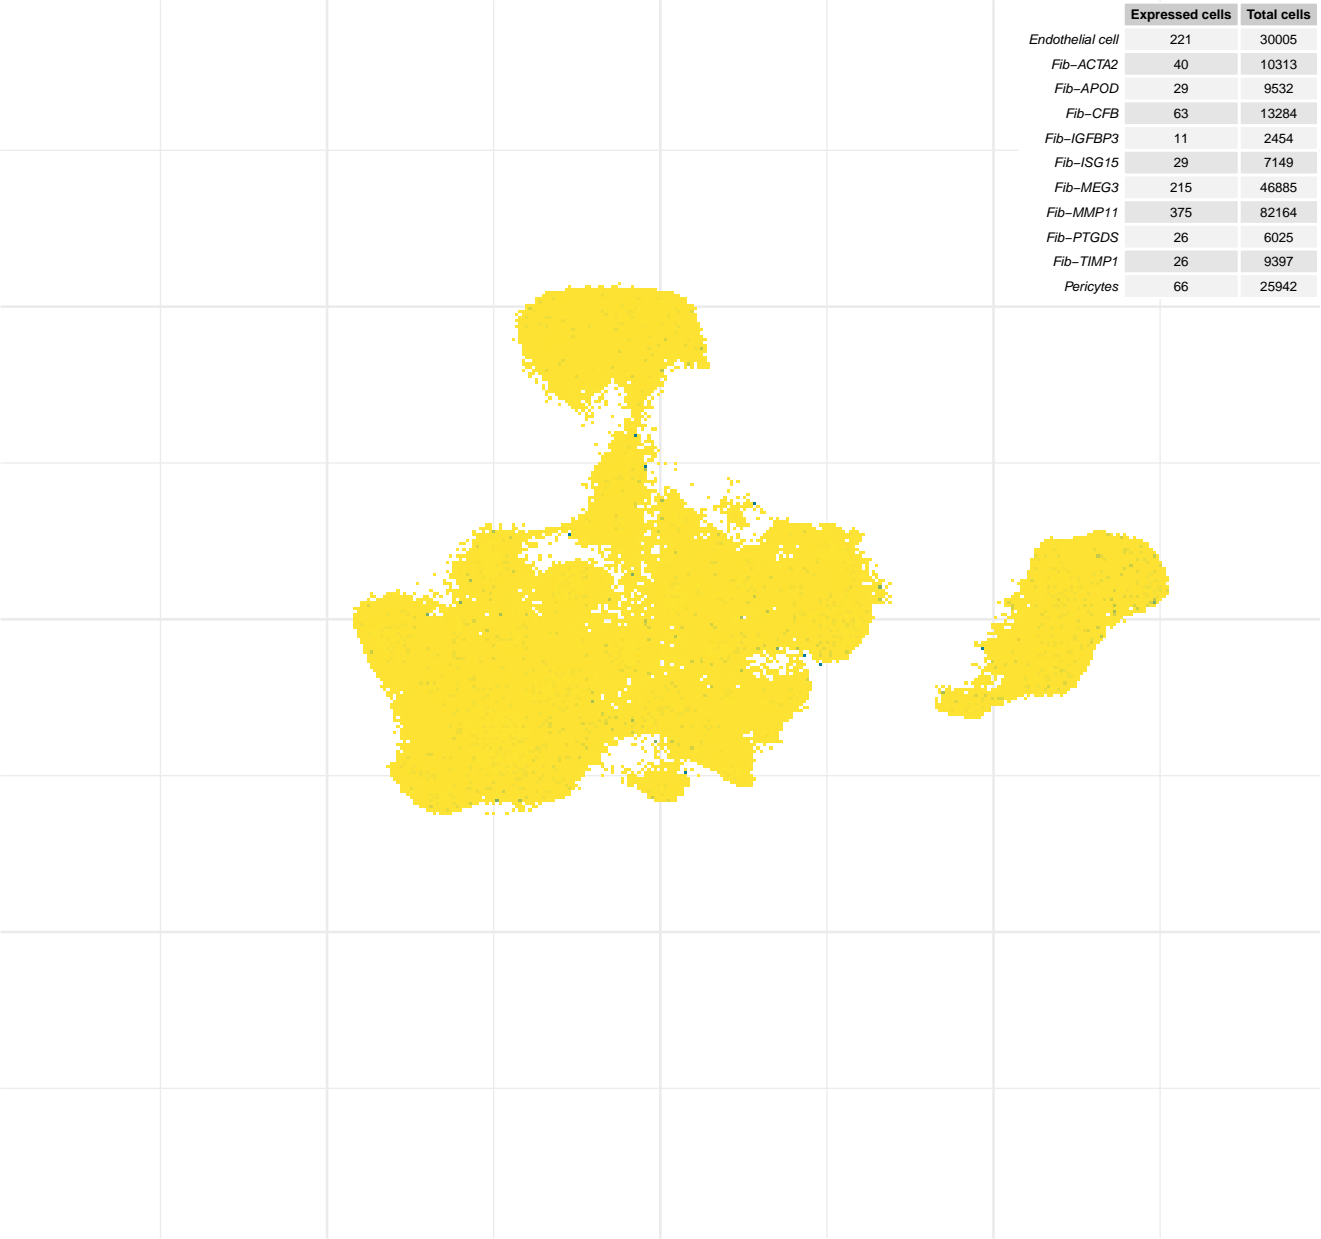 Expressed cells Total cells
Endothelial cell 221 30005
Fib−ACTA2 40 10313
Fib−APOD 29 9532
Fib−CFB 63 13284
Fib−IGFBP3 11 2454
Fib−ISG15 29 7149
Fib−MEG3 215 46885
Fib−MMP11 375 82164
Fib−PTGDS 26 6025
Fib−TIMP1 26 9397
Pericytes 66 25942